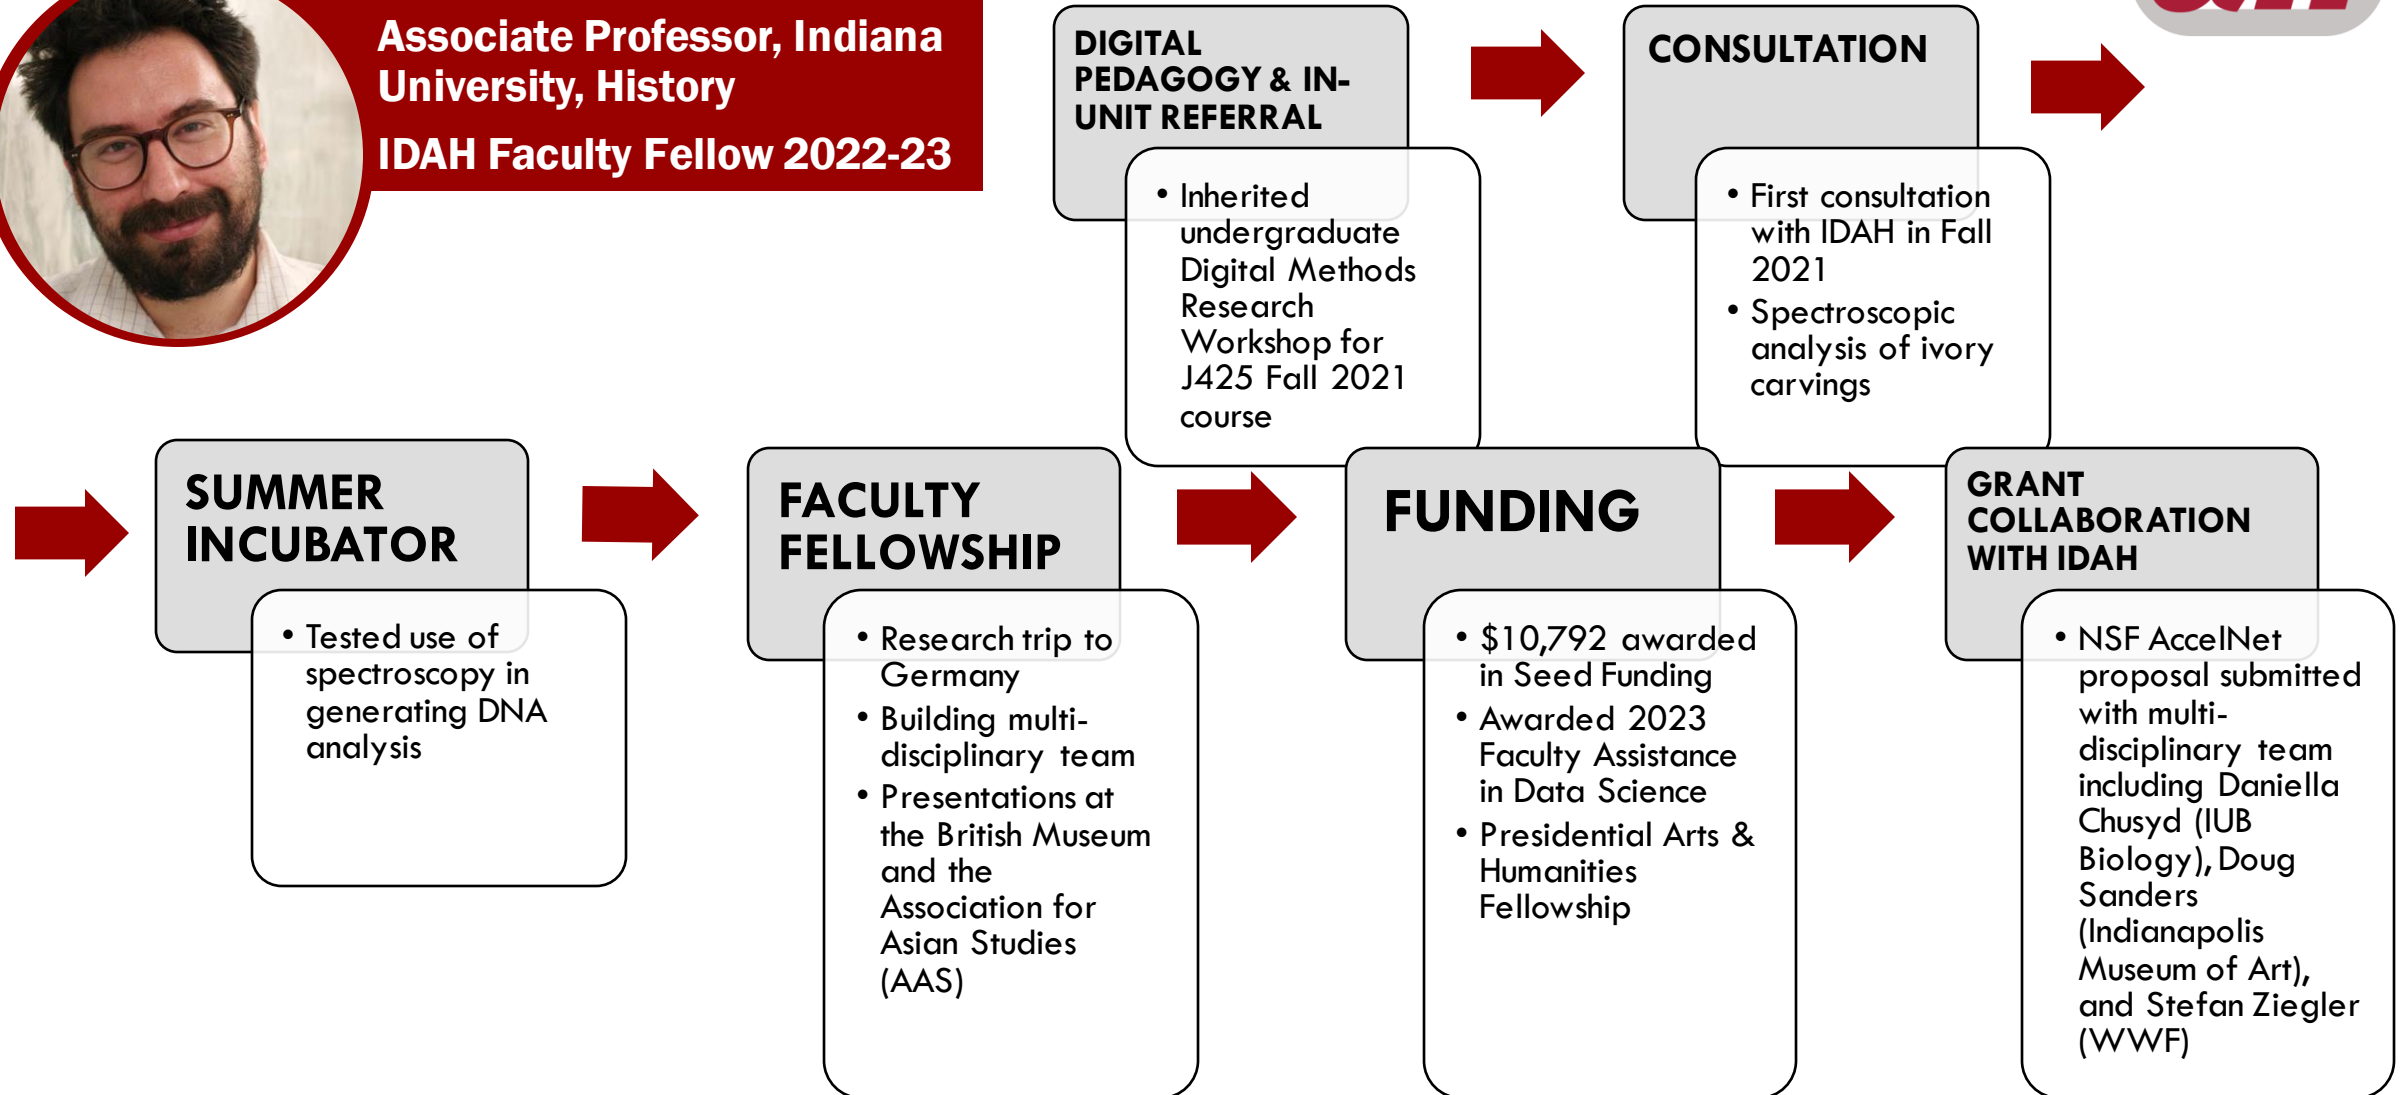 Associate Professor, Indiana
University, History
IDAH Faculty Fellow 2022-23
DIGITAL
PEDAGOGY & IN-
UNIT REFERRAL
• Inherited
undergraduate
Digital Methods
Research
Workshop for
J425 Fall 2021
course
CONSULTATION
• First consultation
with IDAH in Fall
2021
• Spectroscopic
analysis of ivory
carvings
SUMMER
INCUBATOR
• Tested use of
spectroscopy in
generating DNA
analysis
FACULTY
FELLOWSHIP
• Research trip to
Germany
• Building multi-
disciplinary team
• Presentations at
the British Museum
and the
Association for
Asian Studies
(AAS)
FUNDING
• $10,792 awarded
in Seed Funding
• Awarded 2023
Faculty Assistance
in Data Science
• Presidential Arts &
Humanities
Fellowship
GRANT
COLLABORATION
WITH IDAH
• NSF AccelNet
proposal submitted
with multi-
disciplinary team
including Daniella
Chusyd (IUB
Biology), Doug
Sanders
(Indianapolis
Museum of Art),
and Stefan Ziegler
(WWF)